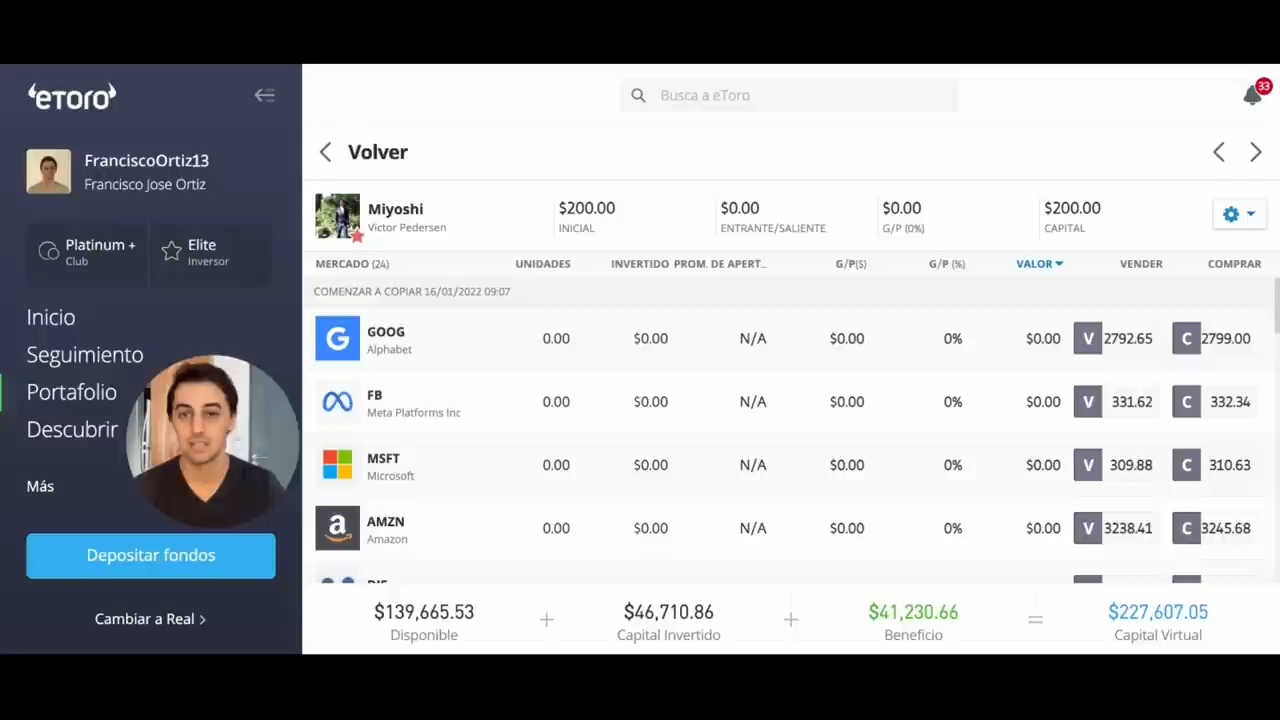 eToro
Busca a eToro
33
FranciscoOrtiz13
Francisco Jose Ortiz
Platinum +
Club
Elite
Inversor
Inicio
Seguimiento
Portafolio
Descubrir
Más
Depositar fondos
Cambiar a Real >
Volver
Miyoshi
Victor Pedersen
$200.00
INICIAL
$0.00
ENTRANTE/SALIENTE
$0.00
G/P (0%)
$200.00
CAPITAL
MERCADO (24) UNIDADES INVERTIDO PROM. DE APERT... G/P($) G/P (%) VALOR VENDER COMPRAR
COMENZAR A COPIAR 16/01/2022 09:07
GOOG
Alphabet
0.00 $0.00 N/A $0.00 0% $0.00 V 2792.65 C 2799.00
FB
Meta Platforms Inc
0.00 $0.00 N/A $0.00 0% $0.00 V 331.62 C 332.34
MSFT
Microsoft
0.00 $0.00 N/A $0.00 0% $0.00 V 309.88 C 310.63
AMZN
Amazon
0.00 $0.00 N/A $0.00 0% $0.00 V 3238.41 C 3245.68
$139,665.53 + $46,710.86 + $41,230.66 = $227,607.05
Disponible Capital Invertido Beneficio Capital Virtual